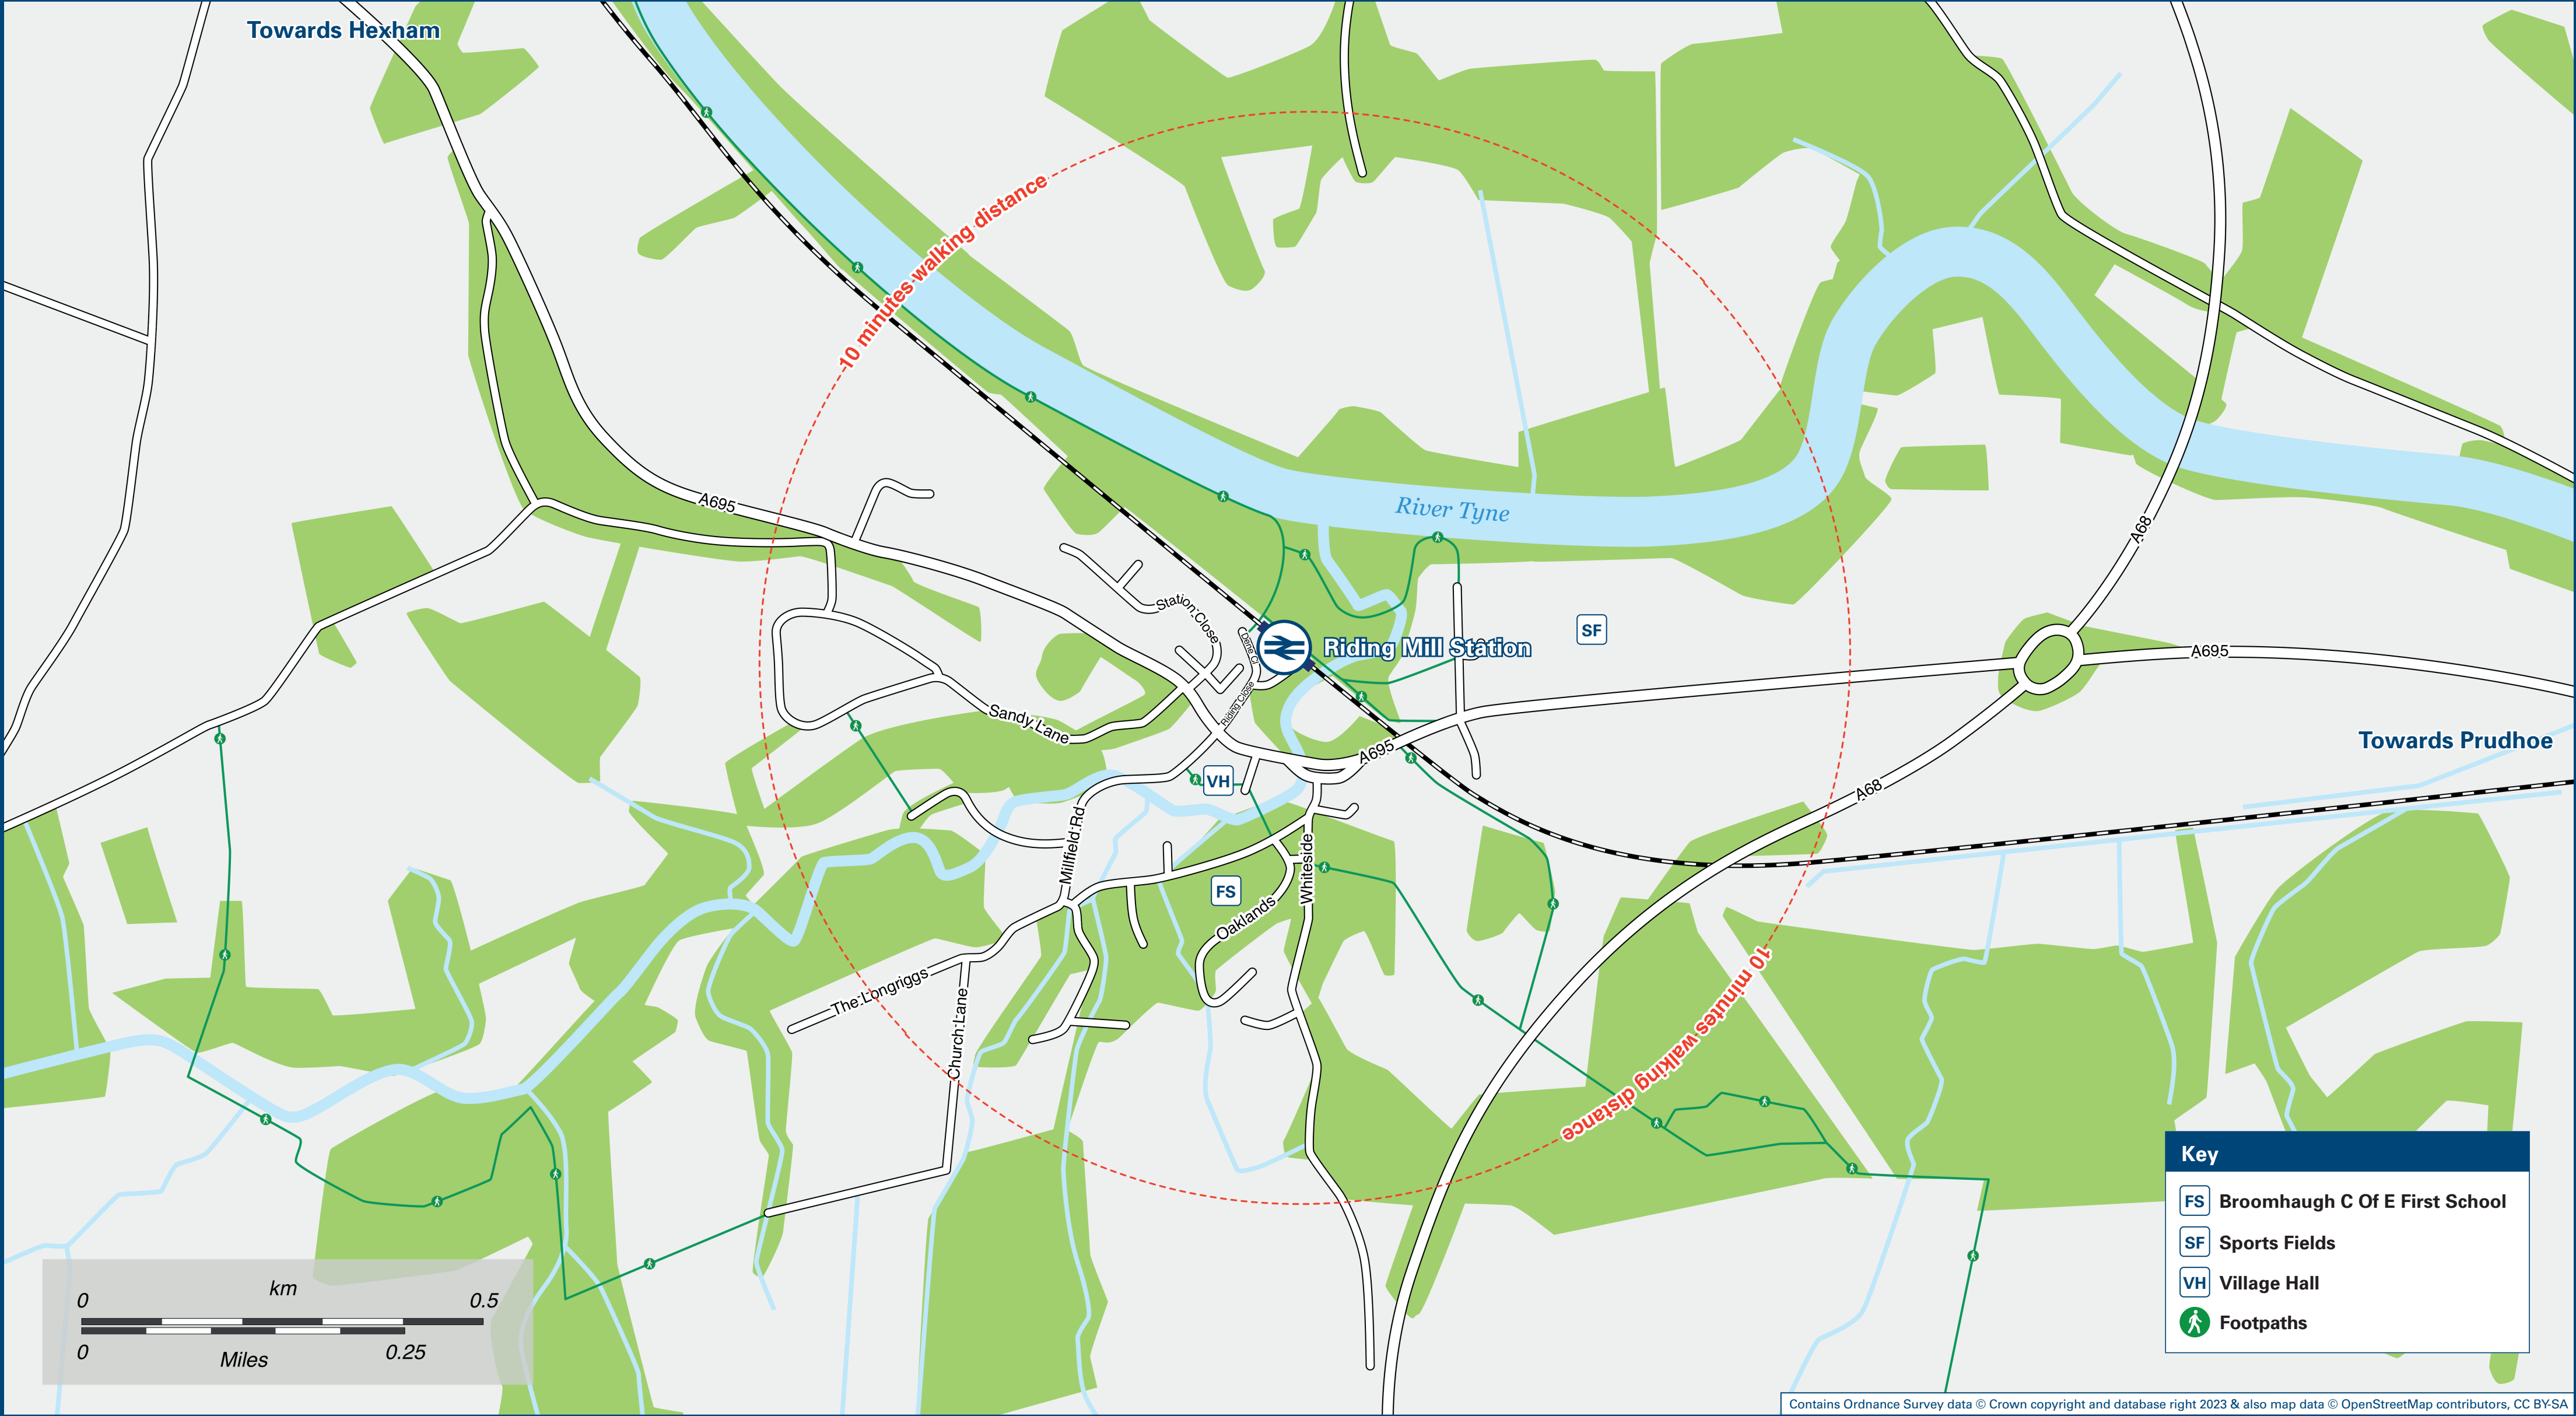 Towards Hexham
10 minutes walking distance
A695
River Tyne
A68
Station Close
Dene Cl
Riding Mill Station
SF
A695
Riding Close
Sandy Lane
Towards Prudhoe
A695
VH
A68
Millfield Rd
Whiteside
FS
Oaklands
The Longriggs
Church Lane
10 minutes walking distance
Key
FS Broomhaugh C Of E First School
SF Sports Fields
VH Village Hall
Footpaths
km
0 0.5
0 0.25
Miles
Contains Ordnance Survey data © Crown copyright and database right 2023 & also map data © OpenStreetMap contributors, CC BY-SA